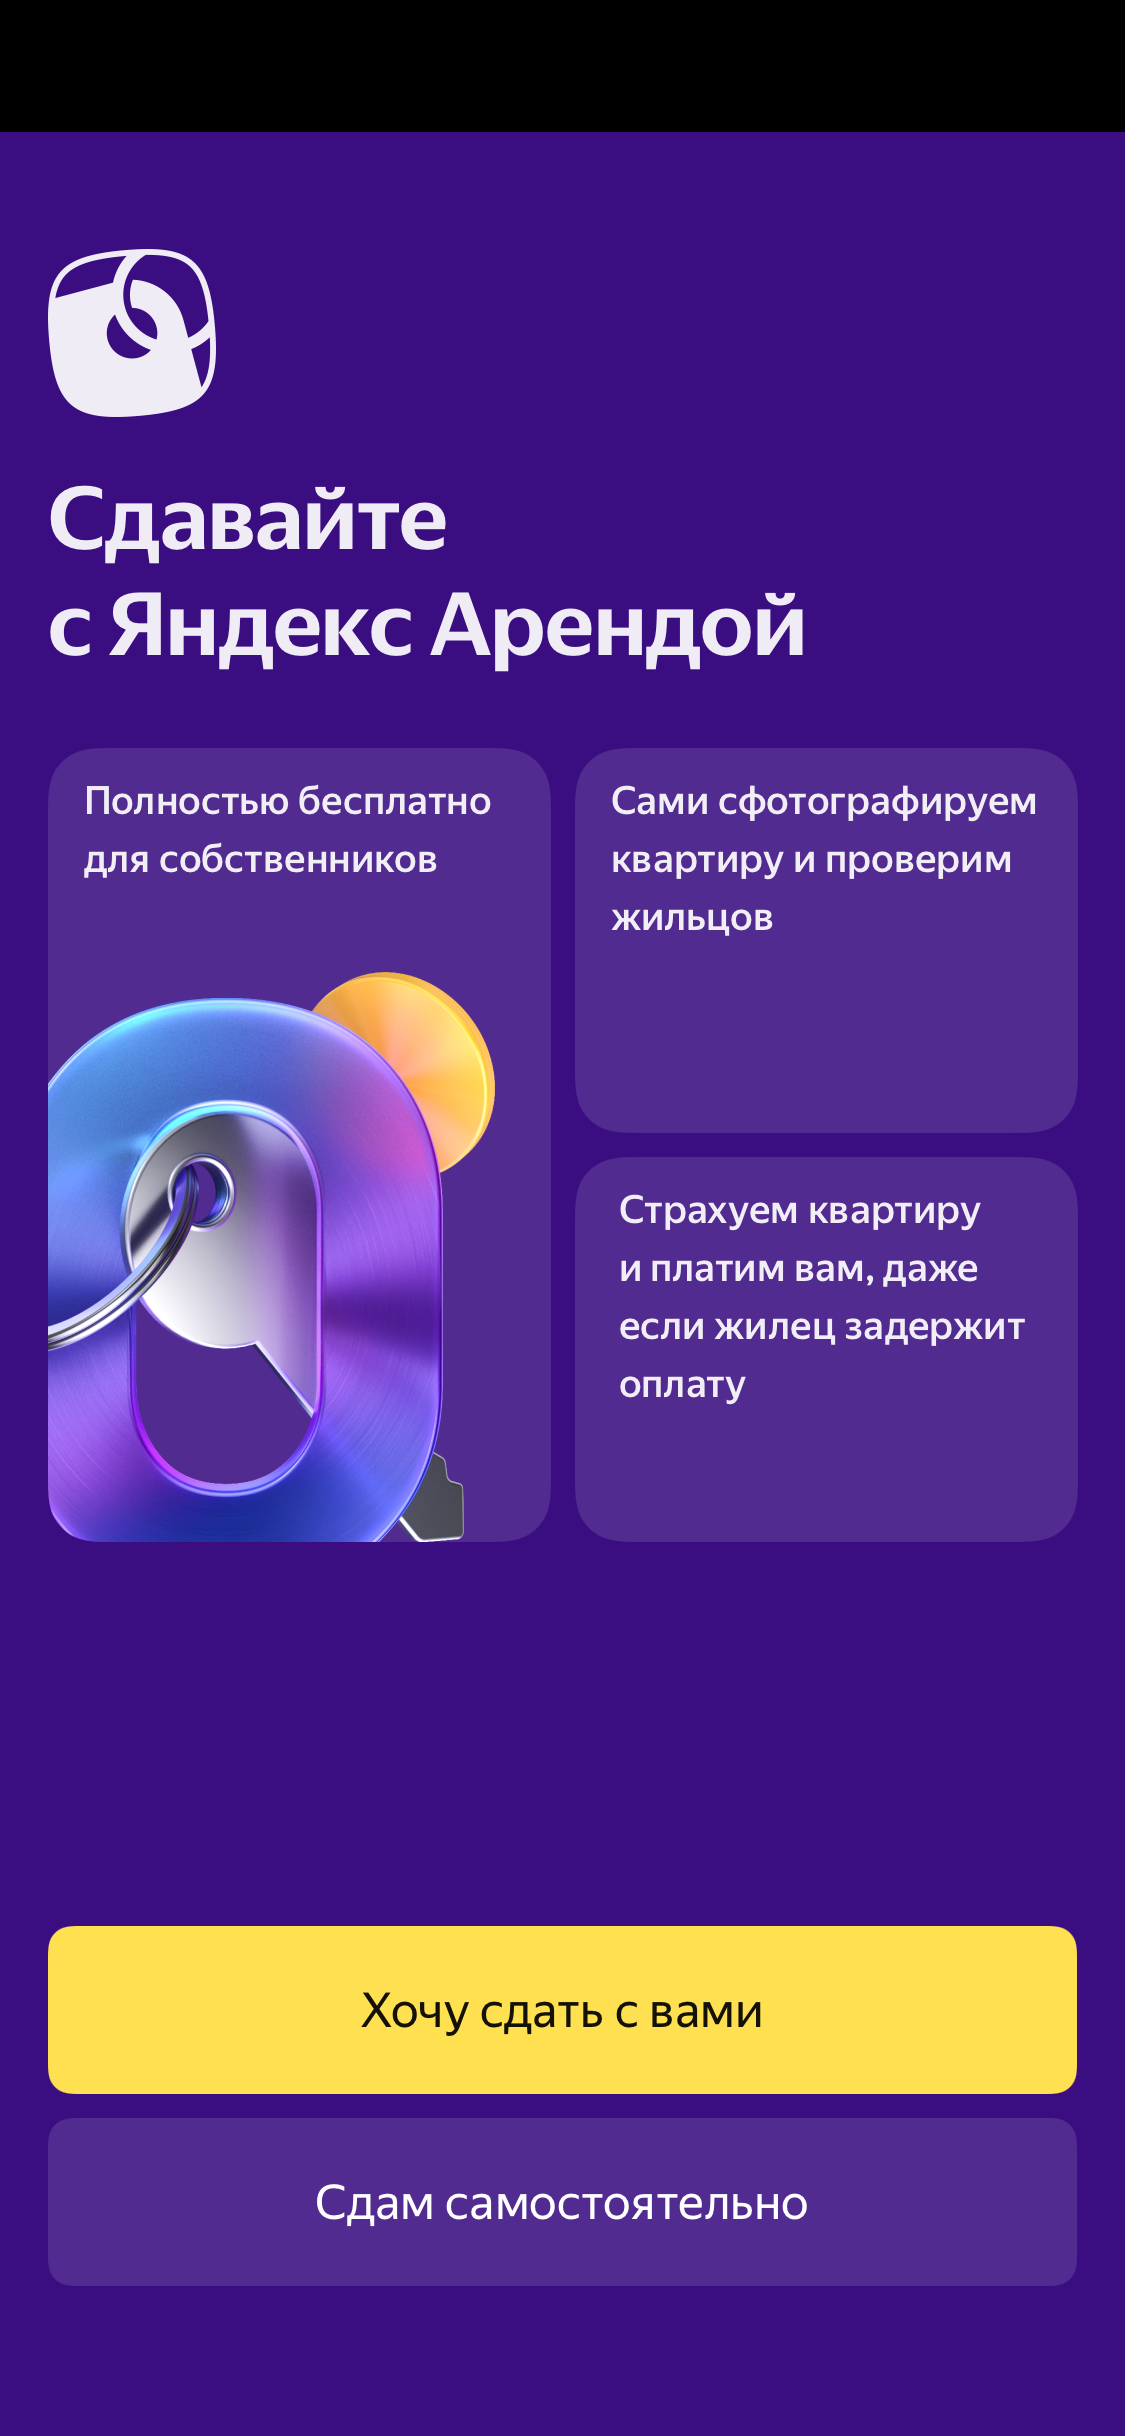 Сдавайте
с Яндекс Арендой
Полностью бесплатно
для собственников
Сами сфотографируем
квартиру и проверим
жильцов
Страхуем квартиру
и платим вам, даже
если жилец задержит
оплату
Хочу сдать с вами
Сдам самостоятельно